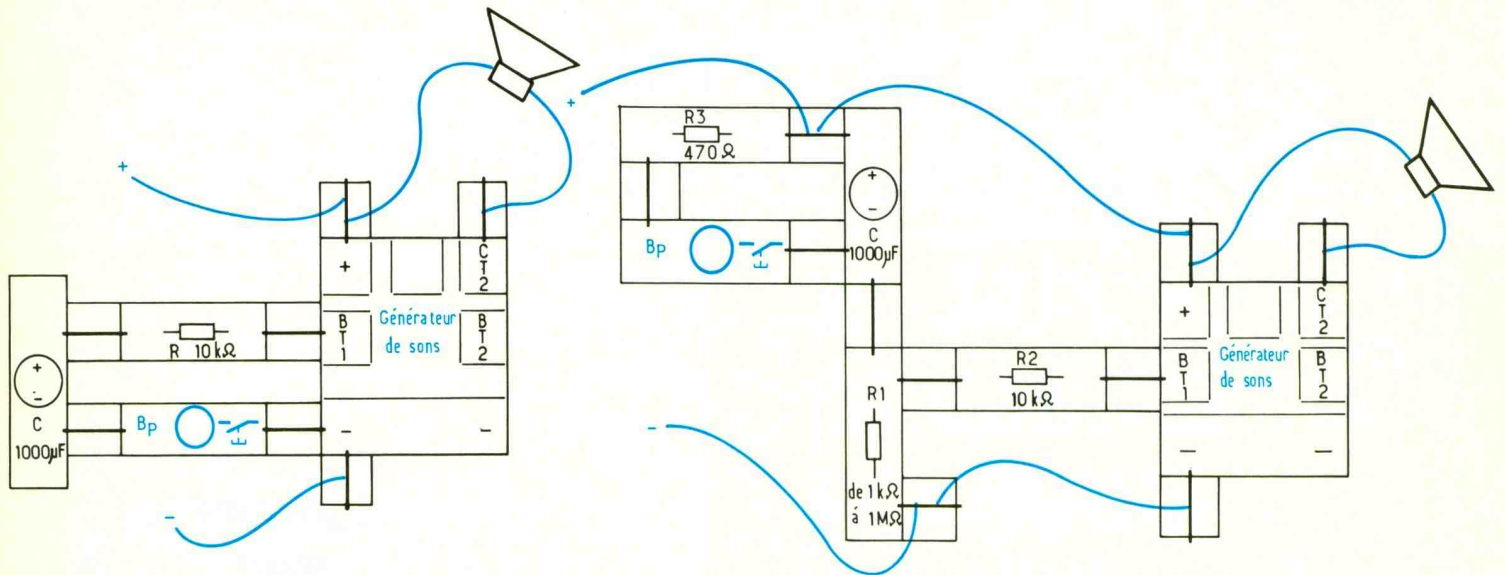 +
+
C
T
2
B
T
1
Générateur
de sons
B
T
2
R 10kΩ
+
-
C
1000µF
Bp
-
-
-
+
R3
470Ω
+
-
C
1000µF
Bp
R1
de 1kΩ
à 1MΩ
-
R2
10kΩ
+
C
T
2
B
T
1
Générateur
de sons
B
T
2
-
-